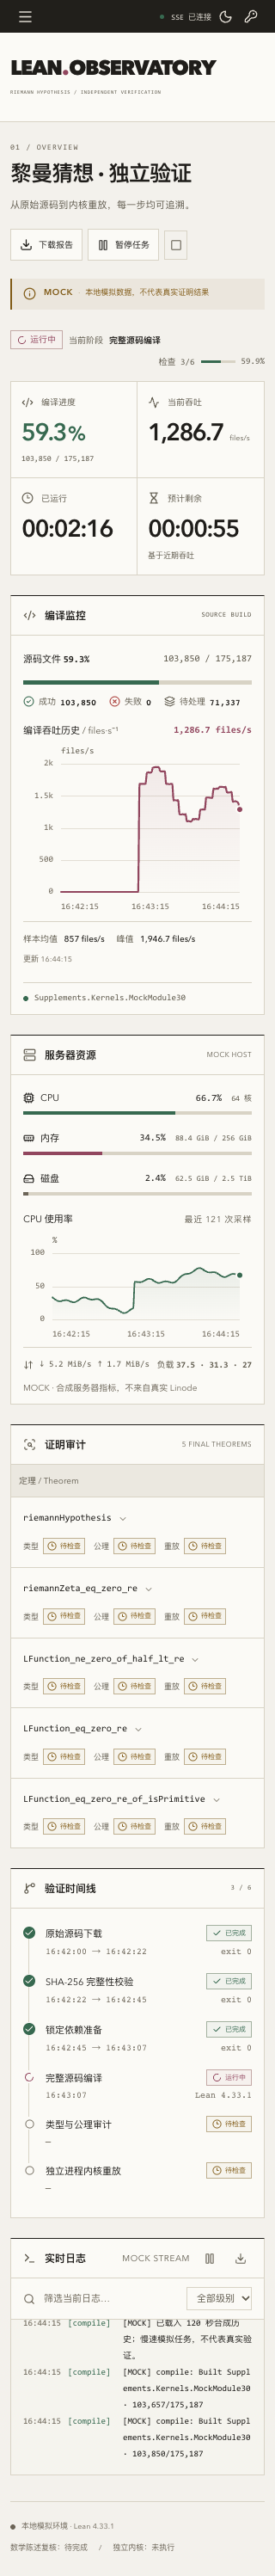 SSE 已连接
LEAN.OBSERVATORY
RIEMANN HYPOTHESIS / INDEPENDENT VERIFICATION
01 / OVERVIEW
黎曼猜想 · 独立验证
从原始源码到内核重放，每一步均可追溯。
下载报告 暂停任务
MOCK · 本地模拟数据，不代表真实证明结果
运行中 当前阶段 完整源码编译
检查 3/6 59.9%
编译进度
59.3%
103,850 / 175,187
当前吞吐
1,286.7 files/s
已运行
00:02:16
预计剩余
00:00:55
基于近期吞吐
编译监控 SOURCE BUILD
源码文件 59.3% 103,850 / 175,187
成功 103,850 失败 0 待处理 71,337
编译吞吐历史 / files·s⁻¹ 1,286.7 files/s
files/s
2k
1.5k
1k
500
0
16:42:15 16:43:15 16:44:15
样本均值 857 files/s 峰值 1,946.7 files/s
更新 16:44:15
Supplements.Kernels.MockModule30
服务器资源 MOCK HOST
CPU 66.7% 64 核
内存 34.5% 88.4 GiB / 256 GiB
磁盘 2.4% 62.5 GiB / 2.5 TiB
CPU 使用率 最近 121 次采样
%
100
50
0
16:42:15 16:43:15 16:44:15
↓ 5.2 MiB/s ↑ 1.7 MiB/s 负载 37.5 · 31.3 · 27
MOCK · 合成服务器指标，不来自真实 Linode
证明审计 5 FINAL THEOREMS
定理 / Theorem
riemannHypothesis
类型 待检查 公理 待检查 重放 待检查
riemannZeta_eq_zero_re
类型 待检查 公理 待检查 重放 待检查
LFunction_ne_zero_of_half_lt_re
类型 待检查 公理 待检查 重放 待检查
LFunction_eq_zero_re
类型 待检查 公理 待检查 重放 待检查
LFunction_eq_zero_re_of_isPrimitive
类型 待检查 公理 待检查 重放 待检查
验证时间线 3 / 6
原始源码下载 已完成
16:42:00 → 16:42:22 exit 0
SHA-256 完整性校验 已完成
16:42:22 → 16:42:45 exit 0
锁定依赖准备 已完成
16:42:45 → 16:43:07 exit 0
完整源码编译 运行中
16:43:07 Lean 4.33.1
类型与公理审计 待检查
—
独立进程内核重放 待检查
—
实时日志 MOCK STREAM
筛选当前日志… 全部级别
16:44:15 [compile] [MOCK] 已载入 120 秒合成历
史；慢速模拟任务，不代表真实验
证。
16:44:15 [compile] [MOCK] compile: Built Suppl
ements.Kernels.MockModule30
· 103,657/175,187
16:44:15 [compile] [MOCK] compile: Built Suppl
ements.Kernels.MockModule30
· 103,850/175,187
本地模拟环境 · Lean 4.33.1
数学陈述复核：待完成 / 独立内核：未执行